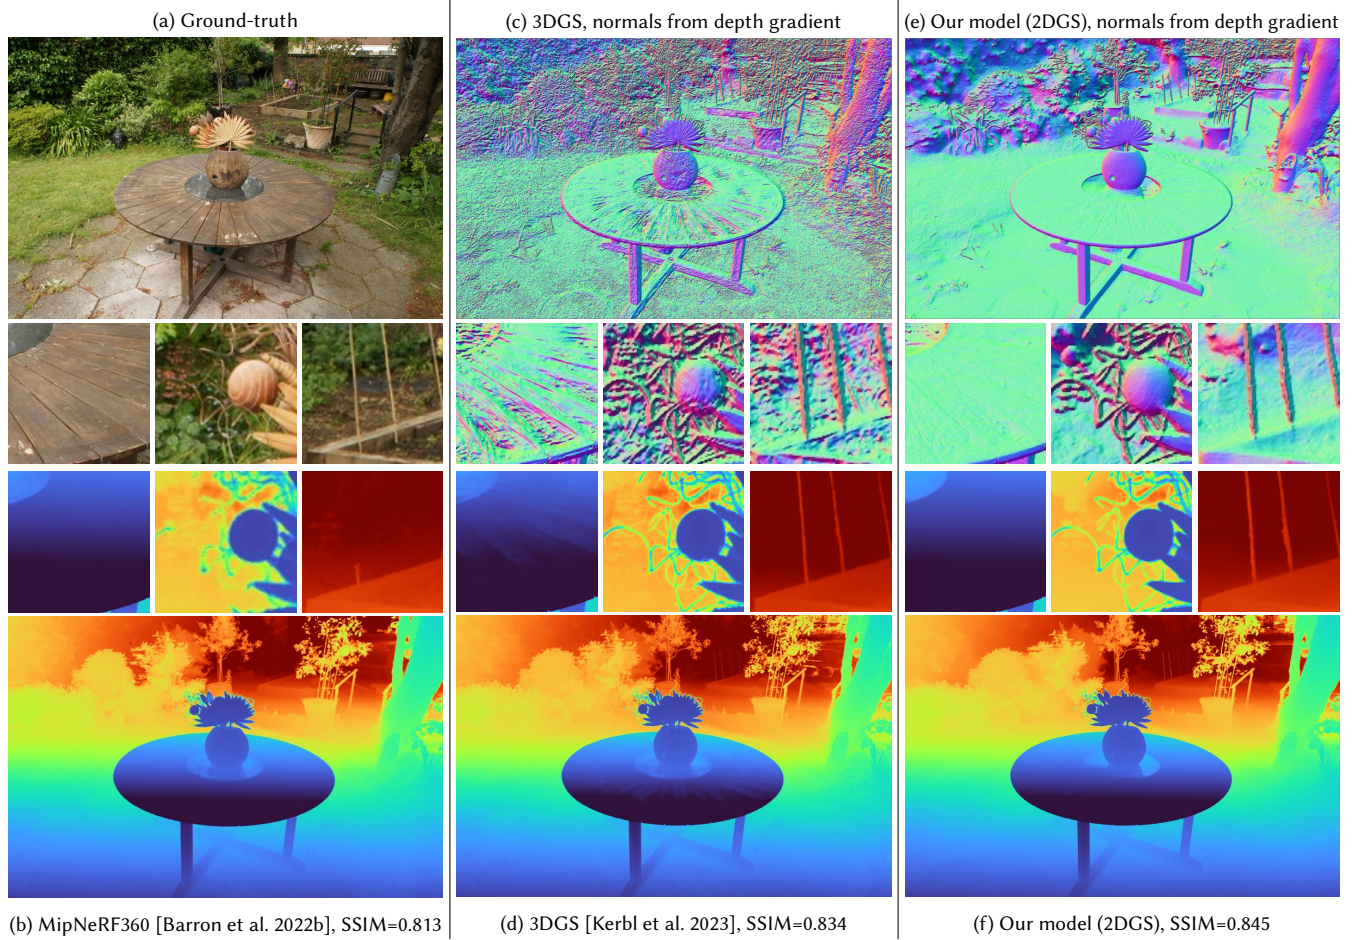 (a) Ground-truth
(c) 3DGS, normals from depth gradient
(e) Our model (2DGS), normals from depth gradient
(b) MipNeRF360 [Barron et al. 2022b], SSIM=0.813
(d) 3DGS [Kerbl et al. 2023], SSIM=0.834
(f) Our model (2DGS), SSIM=0.845